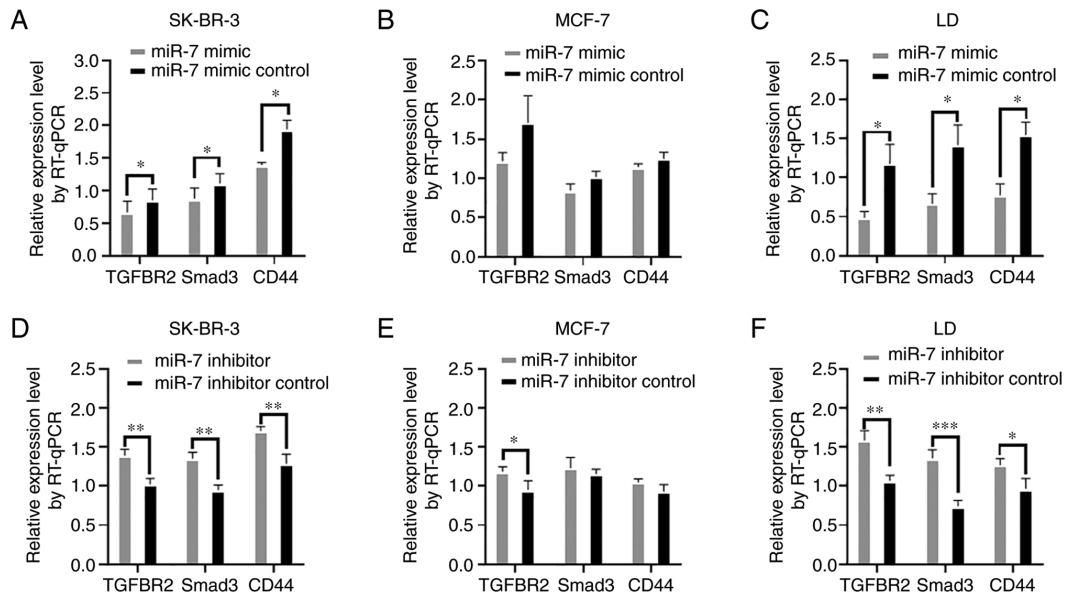 A
SK-BR-3
miR-7 mimic
miR-7 mimic control
Relative expression level
by RT-qPCR
3.0
2.5
2.0
1.5
1.0
0.5
0.0
*
*
*
TGFBR2 Smad3 CD44
B
MCF-7
miR-7 mimic
miR-7 mimic control
Relative expression level
by RT-qPCR
2.5
2.0
1.5
1.0
0.5
0.0
TGFBR2 Smad3 CD44
C
LD
miR-7 mimic
miR-7 mimic control
Relative expression level
by RT-qPCR
2.5
2.0
1.5
1.0
0.5
0.0
*
*
*
TGFBR2 Smad3 CD44
D
SK-BR-3
miR-7 inhibitor
miR-7 inhibitor control
Relative expression level
by RT-qPCR
2.5
2.0
1.5
1.0
0.5
0.0
**
**
**
TGFBR2 Smad3 CD44
E
MCF-7
miR-7 inhibitor
miR-7 inhibitor control
Relative expression level
by RT-qPCR
2.5
2.0
1.5
1.0
0.5
0.0
*
TGFBR2 Smad3 CD44
F
LD
miR-7 inhibitor
miR-7 inhibitor control
Relative expression level
by RT-qPCR
2.5
2.0
1.5
1.0
0.5
0.0
**
***
*
TGFBR2 Smad3 CD44